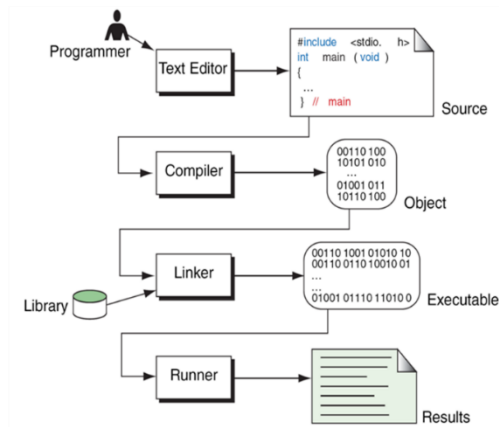 Programmer
Text Editor
#include <stdio. h>
int main ( void )
{
...
} // main
Source
Compiler
00110 100
10101 010
...
01001 011
10110 100
Object
Linker
00110 1001 01010 10
00110 0110 10010 01
...
...
01001 01110 11010 0
Executable
Library
Runner
Results